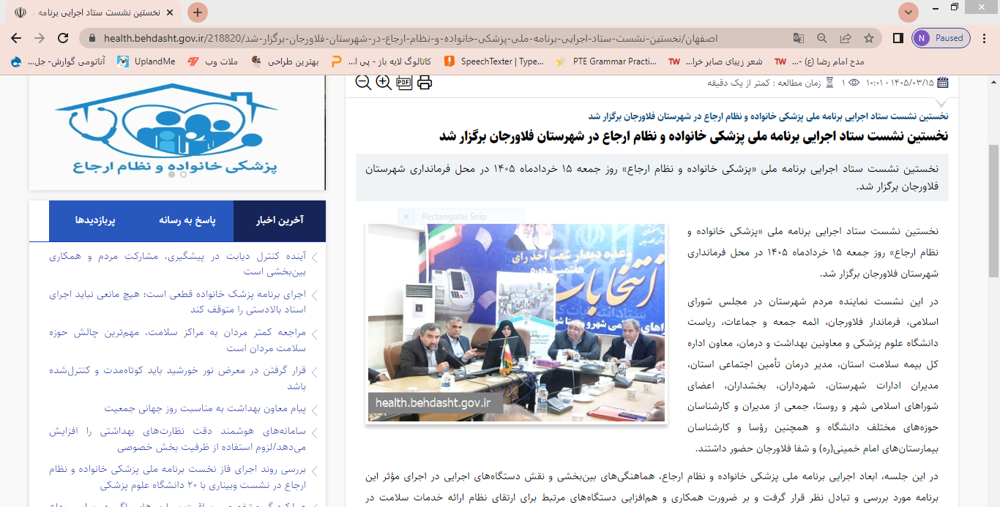 نخستین نشست ستاد اجرایی برنامه
Paused
N
health.behdasht.gov.ir/218820/اصفهان/نخستین-نشست-ستاد-اجرایی-برنامه-ملی-پزشکی-خانواده-و-نظام-ارجاع-در-شهرستان-فلاورجان-برگزار-شد
آناتومی گوارش- جل...
UplandMe
ملات وب
بهترین طراحی
کاتالوگ لایه باز - پی ا...
SpeechTexter | Type...
PTE Grammar Practi...
شعر زیبای صابر خرا...
مدح امام رضا (ع) -...
۱۴۰۵/۰۳/۱۵ - ۱۰:۰۱
۱
زمان مطالعه : کمتر از یک دقیقه
PDF
نخستین نشست ستاد اجرایی برنامه ملی پزشکی خانواده و نظام ارجاع در شهرستان فلاورجان برگزار شد
نخستین نشست ستاد اجرایی برنامه ملی پزشکی خانواده و نظام ارجاع در شهرستان فلاورجان برگزار شد
نخستین نشست ستاد اجرایی برنامه ملی «پزشکی خانواده و نظام ارجاع» روز جمعه ۱۵ خردادماه ۱۴۰۵ در محل فرمانداری شهرستان
فلاورجان برگزار شد.
Rectangular Snip
نخستین نشست ستاد اجرایی برنامه ملی «پزشکی خانواده و
نظام ارجاع» روز جمعه ۱۵ خردادماه ۱۴۰۵ در محل فرمانداری
شهرستان فلاورجان برگزار شد.
در این نشست نماینده مردم شهرستان در مجلس شورای
اسلامی، فرماندار فلاورجان، ائمه جمعه و جماعات، ریاست
دانشگاه علوم پزشکی و معاونین بهداشت و درمان، معاون اداره
کل بیمه سلامت استان، مدیر درمان تأمین اجتماعی استان،
مدیران ادارات شهرستان، شهرداران، بخشداران، اعضای
شوراهای اسلامی شهر و روستا، جمعی از مدیران و کارشناسان
حوزه‌های مختلف دانشگاه و همچنین رؤسا و کارشناسان
بیمارستان‌های امام خمینی(ره) و شفا فلاورجان حضور داشتند.
در این جلسه، ابعاد اجرایی برنامه ملی پزشکی خانواده و نظام ارجاع، هماهنگی‌های بین‌بخشی و نقش دستگاه‌های اجرایی در اجرای مؤثر این
برنامه مورد بررسی و تبادل نظر قرار گرفت و بر ضرورت همکاری و هم‌افزایی دستگاه‌های مرتبط برای ارتقای نظام ارائه خدمات سلامت در
وعده دیدار شعب اخذ رای
هفتمین دوره
انتخابات
health.behdasht.gov.ir
پزشکی خانواده و نظام ارجاع
آخرین اخبار
پاسخ به رسانه
پربازدیدها
آینده کنترل دیابت در پیشگیری، مشارکت مردم و همکاری
بین‌بخشی است
اجرای برنامه پزشک خانواده قطعی است؛ هیچ مانعی نباید اجرای
اسناد بالادستی را متوقف کند
مراجعه کمتر مردان به مراکز سلامت، مهم‌ترین چالش حوزه
سلامت مردان است
قرار گرفتن در معرض نور خورشید باید کوتاه‌مدت و کنترل‌شده
باشد
پیام معاون بهداشت به مناسبت روز جهانی جمعیت
سامانه‌های هوشمند دقت نظارت‌های بهداشتی را افزایش
می‌دهد/لزوم استفاده از ظرفیت بخش خصوصی
بررسی روند اجرای فاز نخست برنامه ملی پزشکی خانواده و نظام
ارجاع در نشست وبیناری با ۲۰ دانشگاه علوم پزشکی